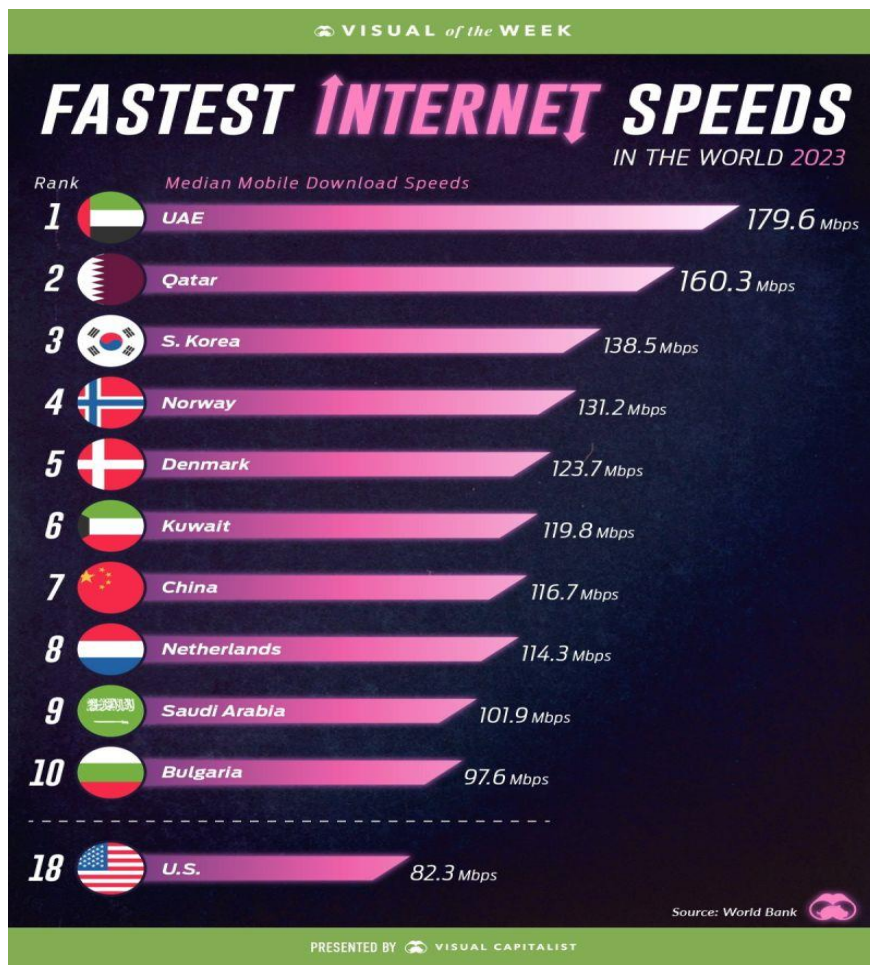 VISUAL of the WEEK
FASTEST INTERNET SPEEDS
IN THE WORLD 2023
Rank Median Mobile Download Speeds
1 UAE 179.6 Mbps
2 Qatar 160.3 Mbps
3 S. Korea 138.5 Mbps
4 Norway 131.2 Mbps
5 Denmark 123.7 Mbps
6 Kuwait 119.8 Mbps
7 China 116.7 Mbps
8 Netherlands 114.3 Mbps
9 Saudi Arabia 101.9 Mbps
10 Bulgaria 97.6 Mbps
18 U.S. 82.3 Mbps
Source: World Bank
PRESENTED BY VISUAL CAPITALIST